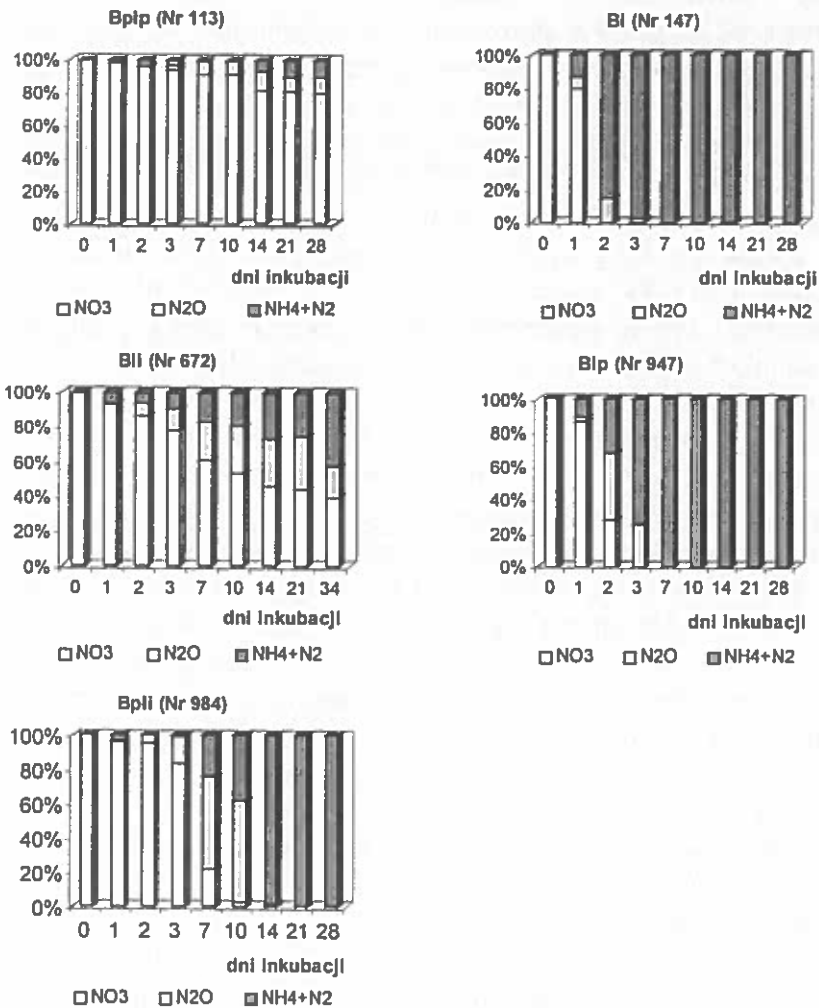 Bpłp (Nr 113)
100%
80%
60%
40%
20%
0%
0 1 2 3 7 10 14 21 28
dni inkubacji
NO3 N2O NH4+N2
Bl (Nr 147)
100%
80%
60%
40%
20%
0%
0 1 2 3 7 10 14 21 28
dni inkubacji
NO3 N2O NH4+N2
Bli (Nr 672)
100%
80%
60%
40%
20%
0%
0 1 2 3 7 10 14 21 34
dni inkubacji
NO3 N2O NH4+N2
Blp (Nr 947)
100%
80%
60%
40%
20%
0%
0 1 2 3 7 10 14 21 28
dni inkubacji
NO3 N2O NH4+N2
Bpli (Nr 984)
100%
80%
60%
40%
20%
0%
0 1 2 3 7 10 14 21 28
dni inkubacji
NO3 N2O NH4+N2